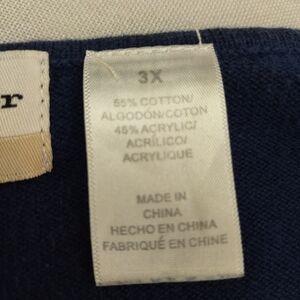 r
3X
55% COTTON/
ALGODÓN/COTON
45% ACRYLIC/
ACRÍLICO/
ACRYLIQUE
MADE IN
CHINA
HECHO EN CHINA
FABRIQUÉ EN CHINE